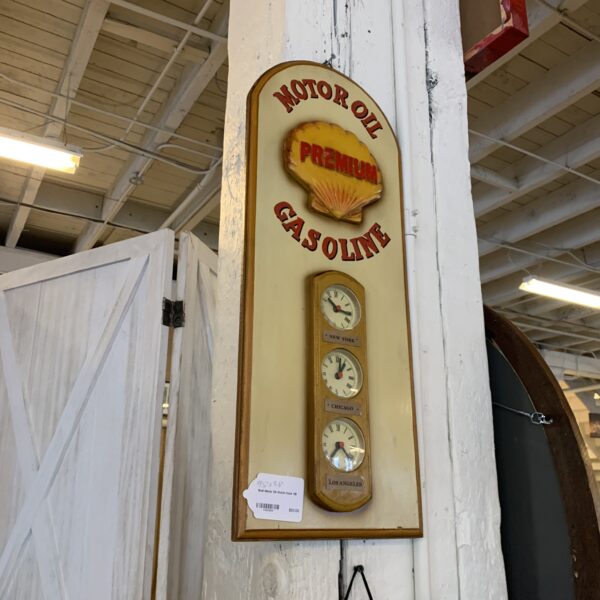 MOTOR OIL
PREMIUM
GASOLINE
NEW YORK
CHICAGO
LOS ANGELES